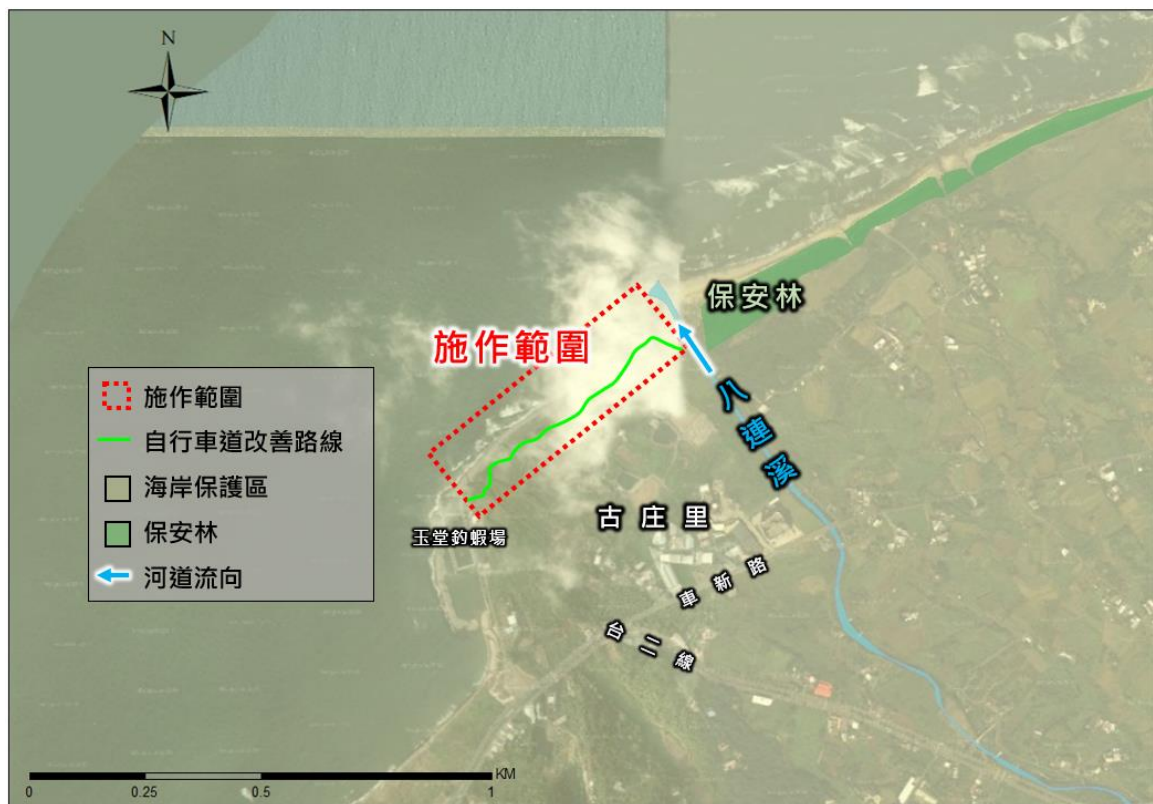 N
保安林
施作範圍
八連溪
施作範圍
自行車道改善路線
海岸保護區
保安林
河道流向
古庄里
玉堂釣蝦場
車新路
台二線
KM
0 0.25 0.5 1